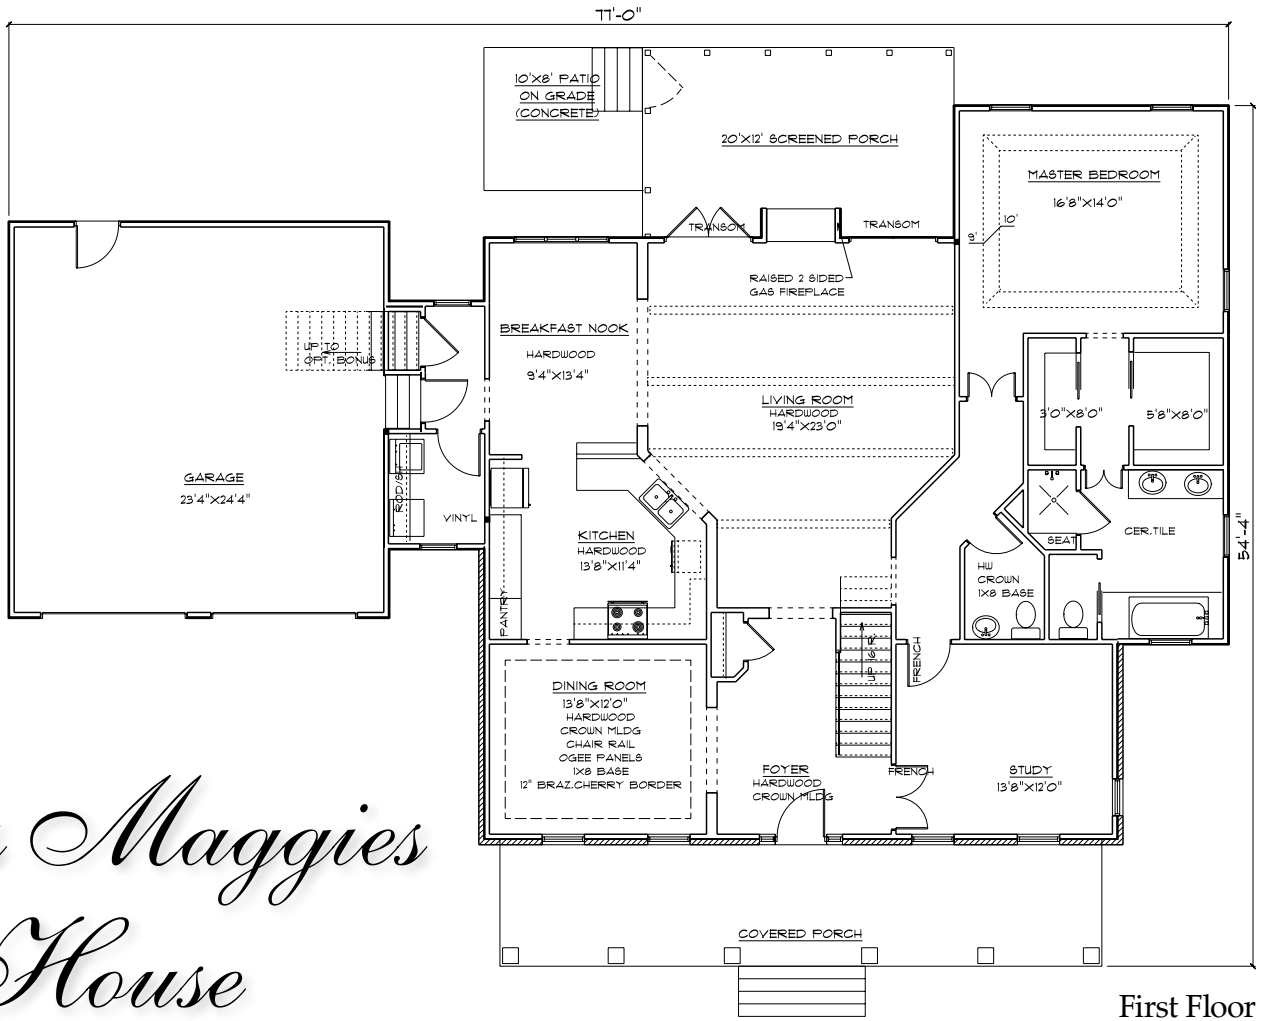 77'-0"
10'X8' PATIO
ON GRADE
(CONCRETE)
20'X12' SCREENED PORCH
MASTER BEDROOM
16'8"X14'0"
10'
9'
TRANSOM
TRANSOM
RAISED 2 SIDED
GAS FIREPLACE
BREAKFAST NOOK
HARDWOOD
9'4"X13'4"
UP TO
OPT. BONUS
LIVING ROOM
HARDWOOD
19'4"X23'0"
3'0"X8'0"
5'8"X8'0"
GARAGE
23'4"X24'4"
ROD/SH
VINYL
KITCHEN
HARDWOOD
13'8"X11'4"
PANTRY
SEAT
CER.TILE
54'-4"
HW
CROWN
1X8 BASE
UP 16 R.
FRENCH
DINING ROOM
13'8"X12'0"
HARDWOOD
CROWN MLDG
CHAIR RAIL
OGEE PANELS
1X8 BASE
12" BRAZ.CHERRY BORDER
FOYER
HARDWOOD
CROWN MLDG
FRENCH
STUDY
13'8"X12'0"
Maggies
House
COVERED PORCH
First Floor